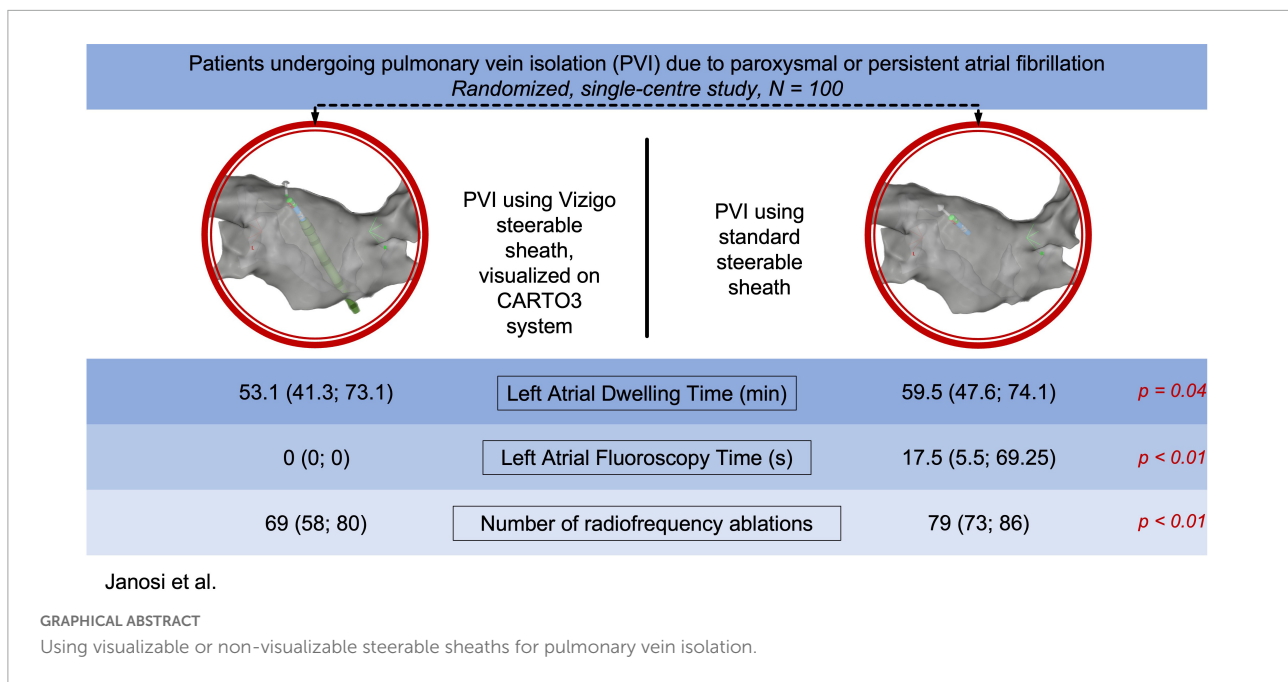 Patients undergoing pulmonary vein isolation (PVI) due to paroxysmal or persistent atrial fibrillation
Randomized, single-centre study, N = 100
PVI using Vizigo
steerable
sheath,
visualized on
CARTO3
system
PVI using
standard
steerable
sheath
53.1 (41.3; 73.1)
Left Atrial Dwelling Time (min)
59.5 (47.6; 74.1)
p = 0.04
0 (0; 0)
Left Atrial Fluoroscopy Time (s)
17.5 (5.5; 69.25)
p < 0.01
69 (58; 80)
Number of radiofrequency ablations
79 (73; 86)
p < 0.01
Janosi et al.
GRAPHICAL ABSTRACT
Using visualizable or non-visualizable steerable sheaths for pulmonary vein isolation.